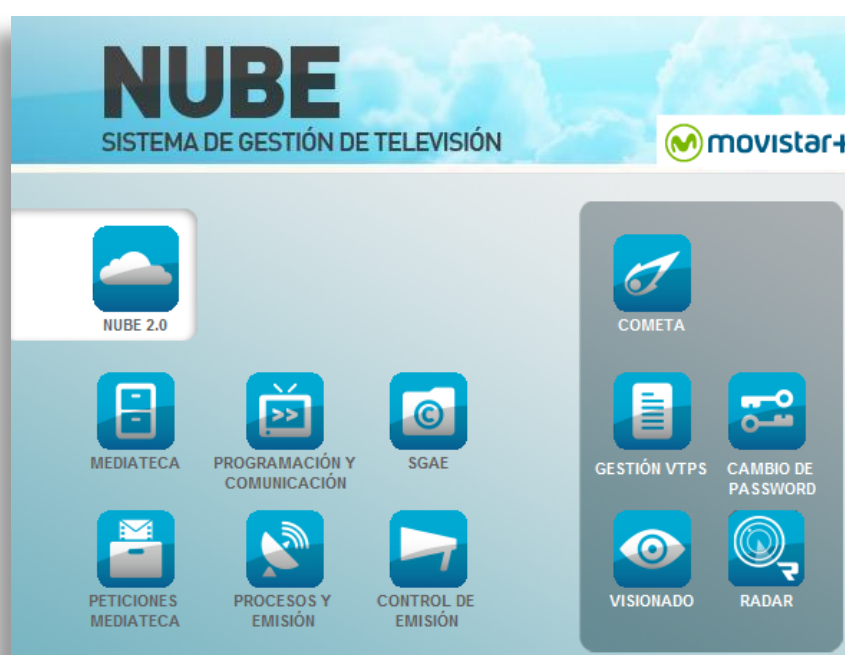 NUBE
SISTEMA DE GESTIÓN DE TELEVISIÓN
movistar+
NUBE 2.0
COMETA
MEDIATECA
PROGRAMACIÓN Y
COMUNICACIÓN
>>
SGAE
©
GESTIÓN VTPS
CAMBIO DE
PASSWORD
PETICIONES
MEDIATECA
PROCESOS Y
EMISIÓN
CONTROL DE
EMISIÓN
VISIONADO
R
RADAR